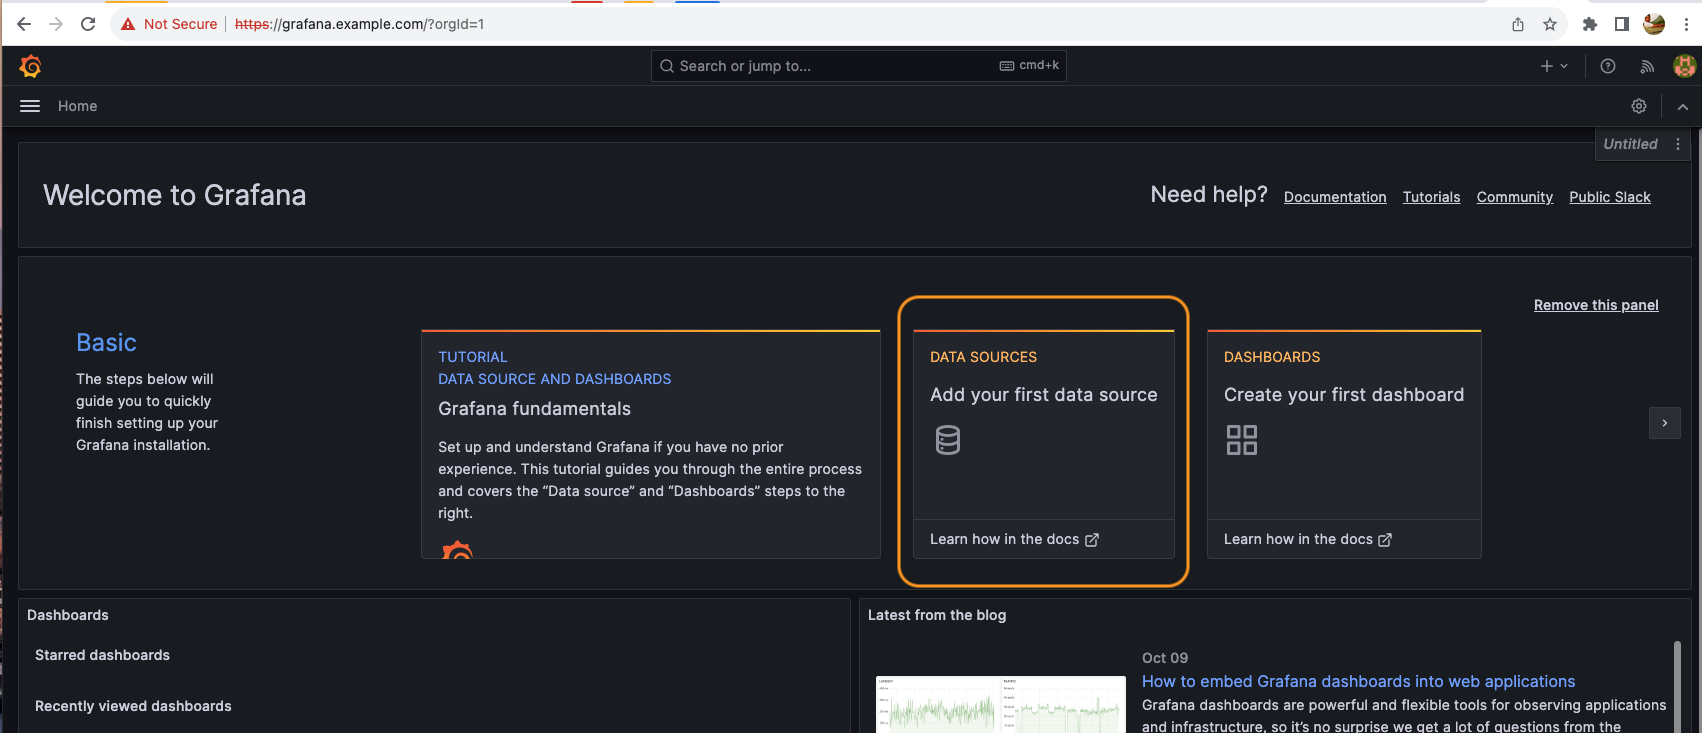 Not Secure https://grafana.example.com/?orgId=1
Search or jump to... cmd+k
Home
Untitled
Welcome to Grafana
Need help? Documentation Tutorials Community Public Slack
Remove this panel
Basic
The steps below will
guide you to quickly
finish setting up your
Grafana installation.
TUTORIAL
DATA SOURCE AND DASHBOARDS
Grafana fundamentals
Set up and understand Grafana if you have no prior
experience. This tutorial guides you through the entire process
and covers the “Data source” and “Dashboards” steps to the
right.
DATA SOURCES
Add your first data source
Learn how in the docs
DASHBOARDS
Create your first dashboard
Learn how in the docs
Dashboards
Starred dashboards
Recently viewed dashboards
Latest from the blog
Oct 09
How to embed Grafana dashboards into web applications
Grafana dashboards are powerful and flexible tools for observing applications
and infrastructure, so it’s no surprise we get a lot of questions from the